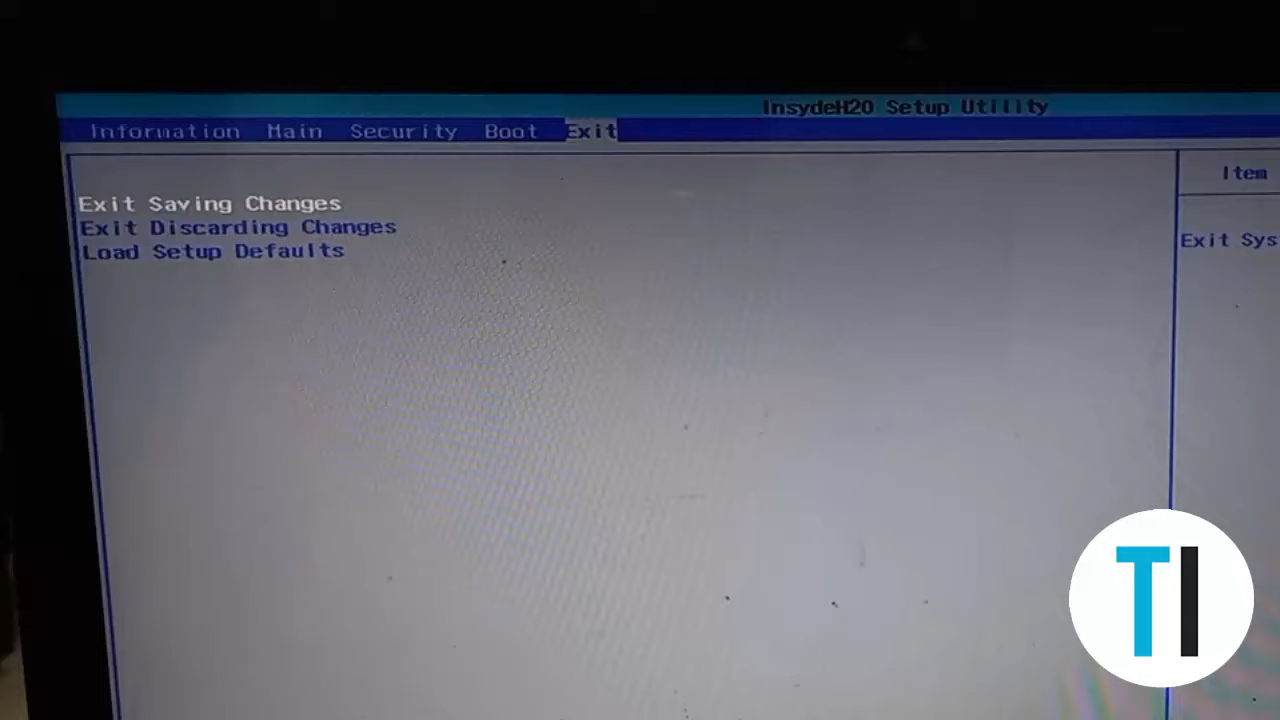 InsydeH20 Setup Utility
Information Main Security Boot Exit
Item
Exit Saving Changes
Exit Discarding Changes
Load Setup Defaults
Exit Sys
TI